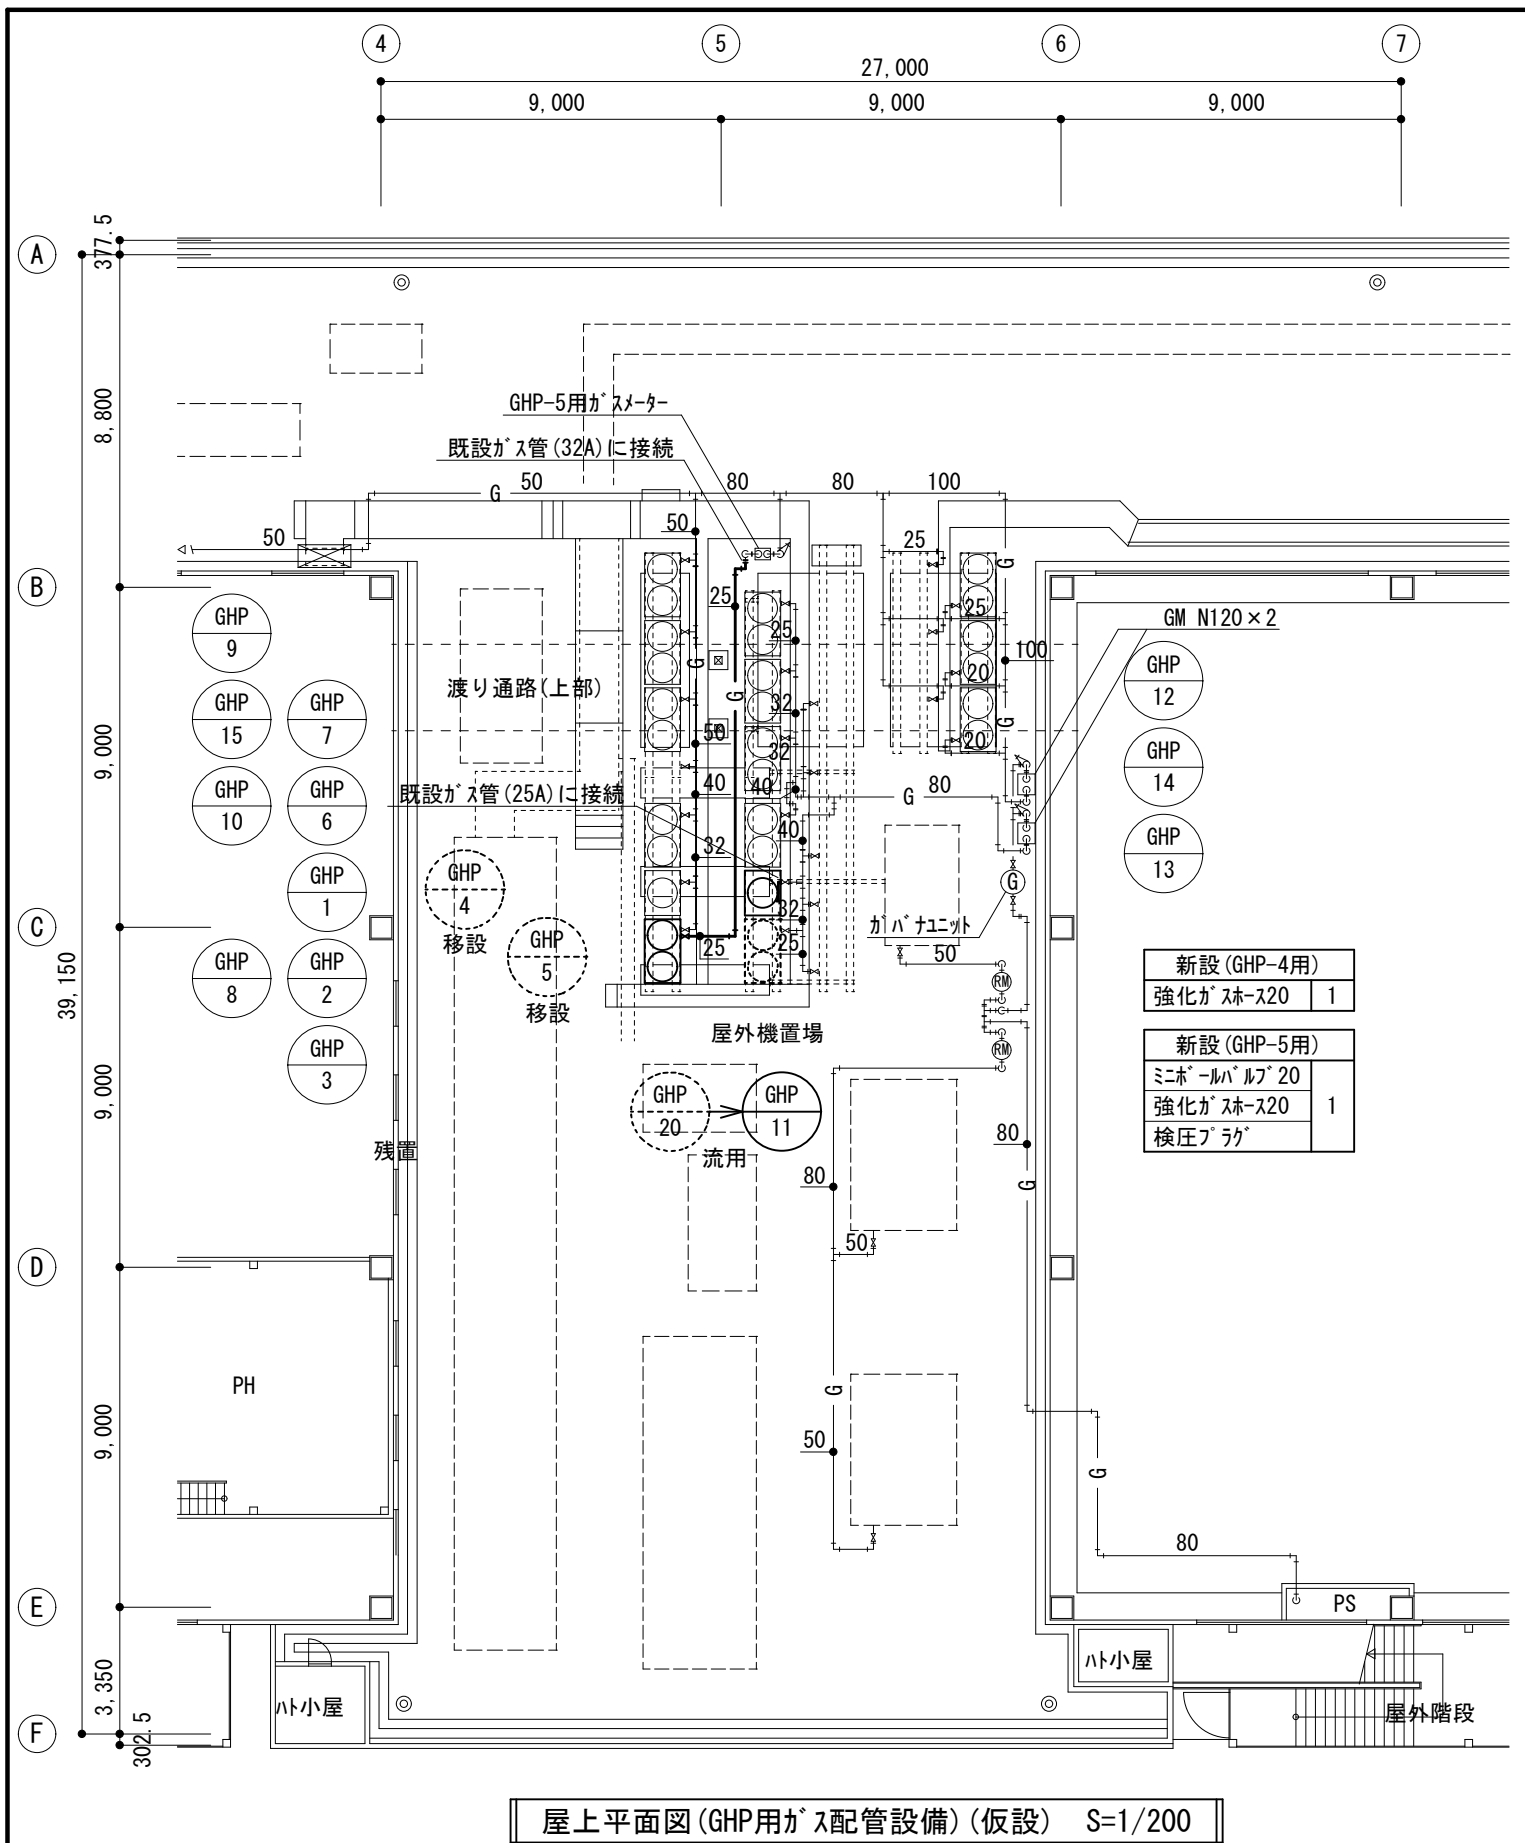 4
5
6
7
27,000
9,000
9,000
9,000
377.5
A
8,800
GHP-5用ｶﾞｽﾒｰﾀｰ
既設ｶﾞｽ管(32A)に接続
G
50
80
80
100
50
50
25
G
B
25
25
25
GM N120×2
GHP
9
GHP
12
100
渡り通路(上部)
G
G
20
GHP
15
GHP
7
32
G
9,000
50
32
20
GHP
14
GHP
10
GHP
6
既設ｶﾞｽ管(25A)に接続
40
40
G
80
40
GHP
13
GHP
1
GHP
4
移設
32
G
C
32
ｶﾞﾊﾞﾅﾕﾆｯﾄ
25
25
50
GHP
8
GHP
2
GHP
5
移設
RM
新設(GHP-4用)
強化ｶﾞｽﾎｰｽ20
1
39,150
屋外機置場
RM
新設(GHP-5用)
ﾐﾆﾎﾞｰﾙﾊﾞﾙﾌﾞ20
強化ｶﾞｽﾎｰｽ20
検圧ﾌﾟﾗｸﾞ
1
GHP
3
9,000
GHP
20
GHP
11
流用
残置
80
80
G
50
D
PH
G
9,000
50
G
80
E
PS
3,350
ﾊﾄ小屋
ﾊﾄ小屋
屋外階段
F
302.5
屋上平面図(GHP用ｶﾞｽ配管設備)(仮設) S=1/200